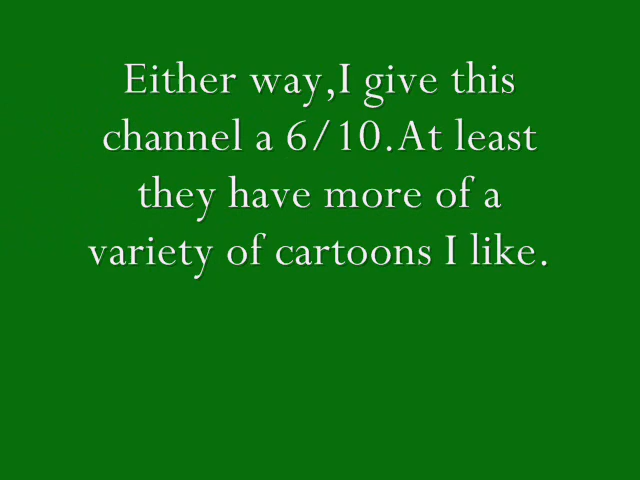 Either way,I give this
channel a 6/10.At least
they have more of a
variety of cartoons I like.